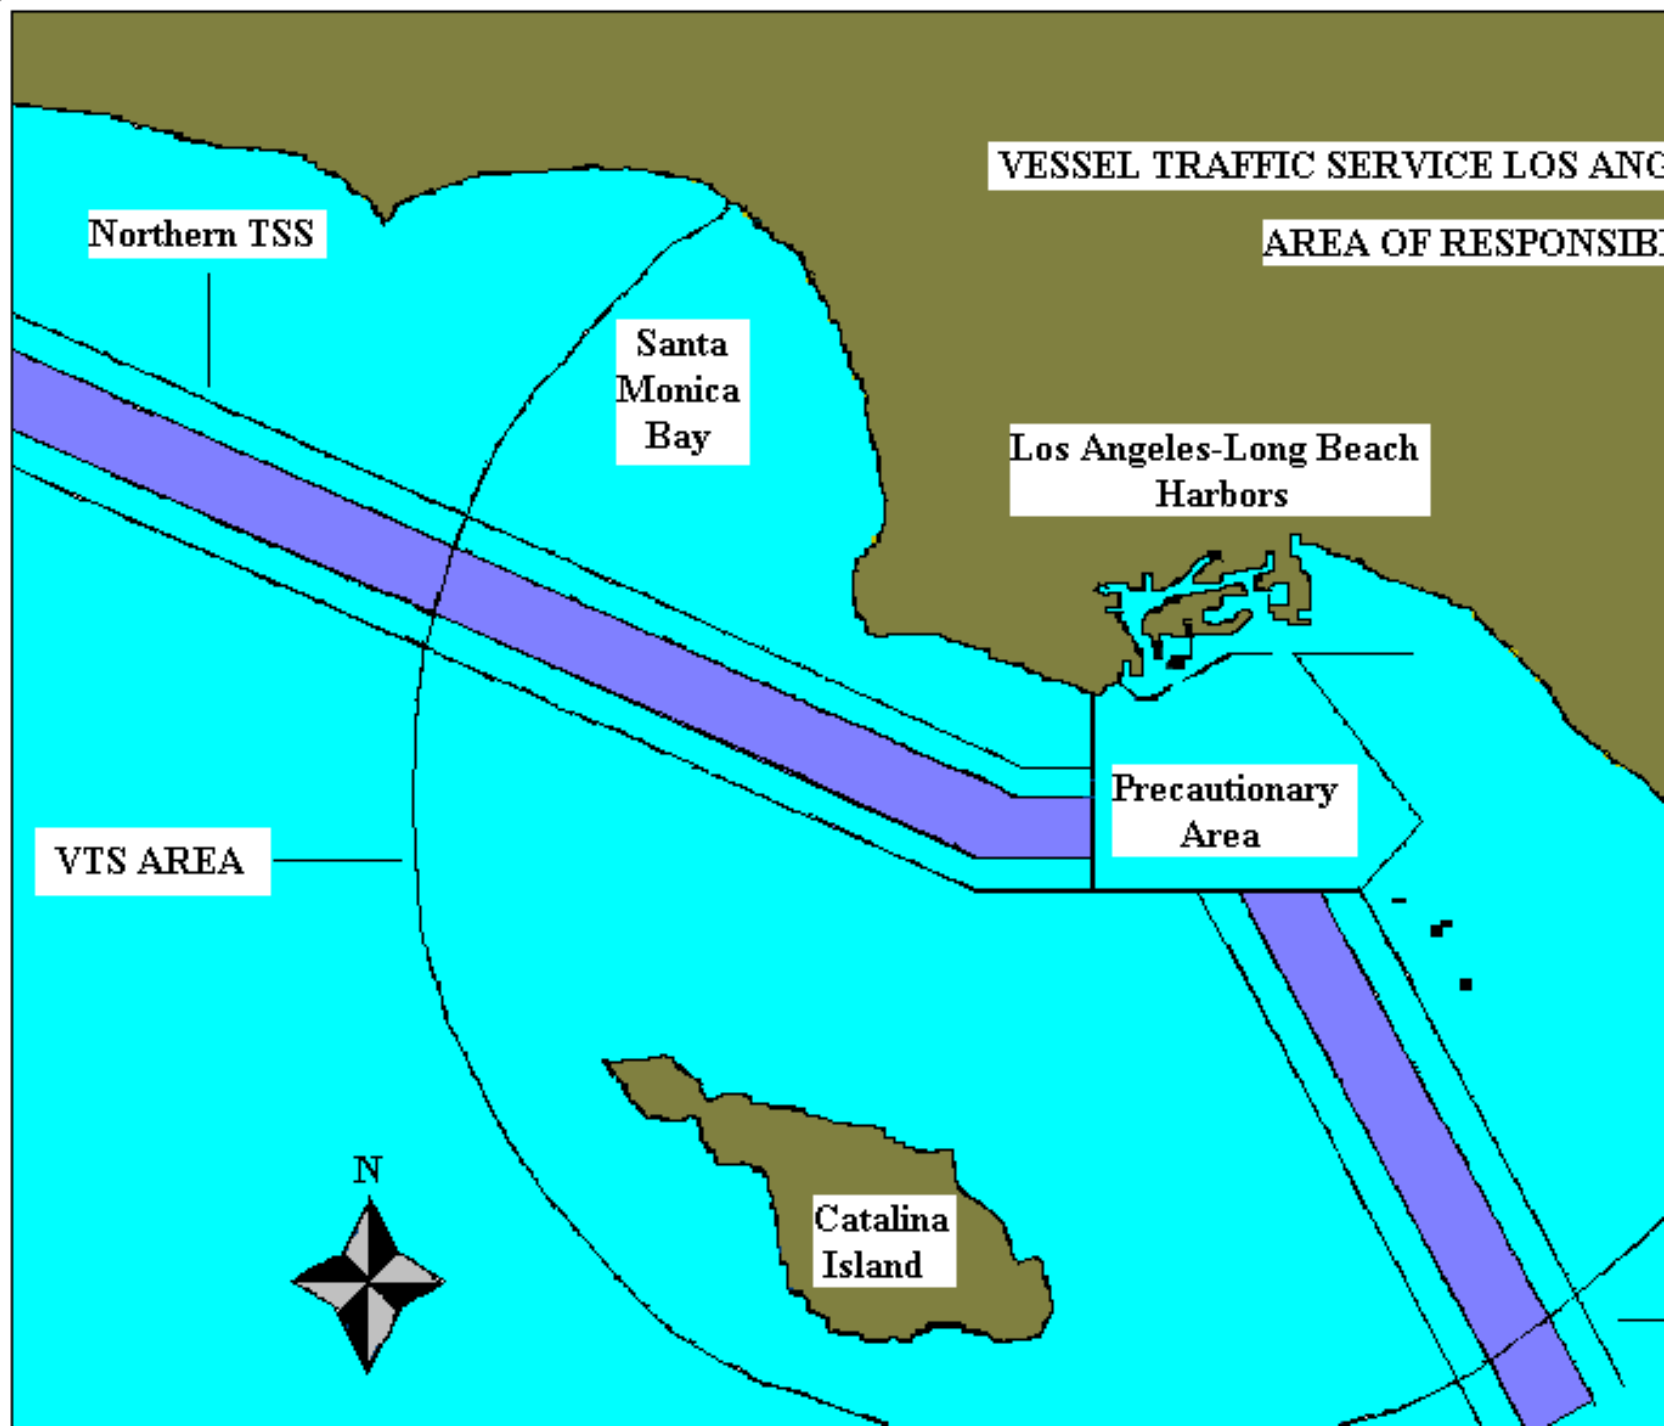 VESSEL TRAFFIC SERVICE LOS ANG
AREA OF RESPONSIB
Northern TSS
Santa
Monica
Bay
Los Angeles-Long Beach
Harbors
Precautionary
Area
VTS AREA
N
Catalina
Island